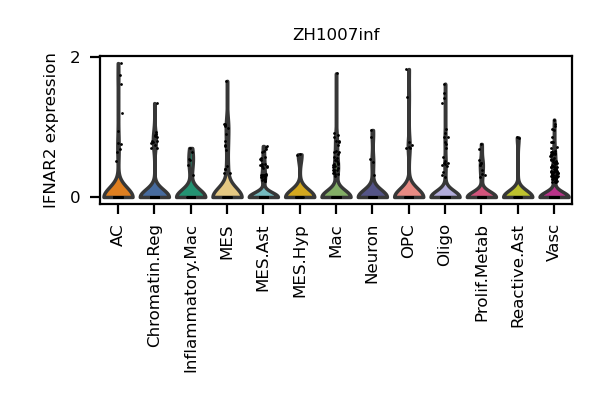 ZH1007inf
IFNAR2 expression
2
0
AC
Chromatin.Reg
Inflammatory.Mac
MES
MES.Ast
MES.Hyp
Mac
Neuron
OPC
Oligo
Prolif.Metab
Reactive.Ast
Vasc